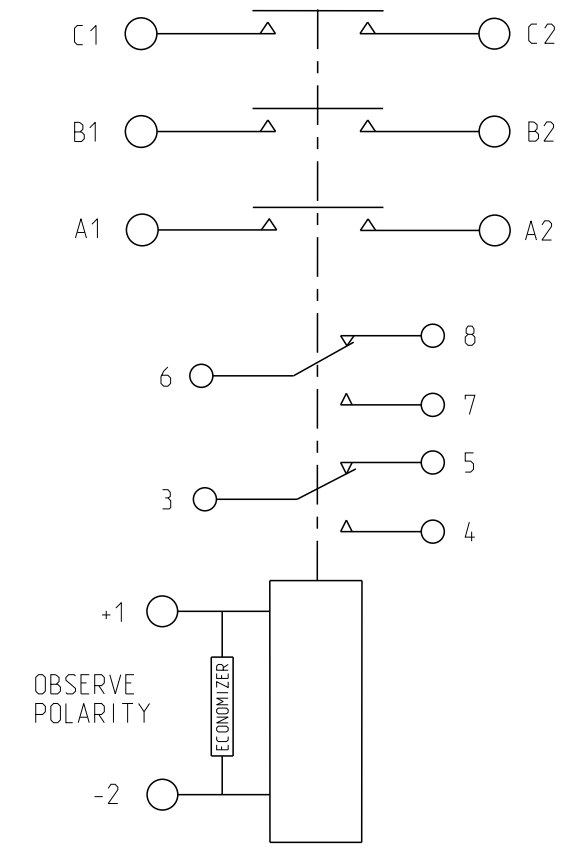 C1 C2
B1 B2
A1 A2
8
6
7
5
3
4
+1
ECONOMIZER
OBSERVE
POLARITY
-2